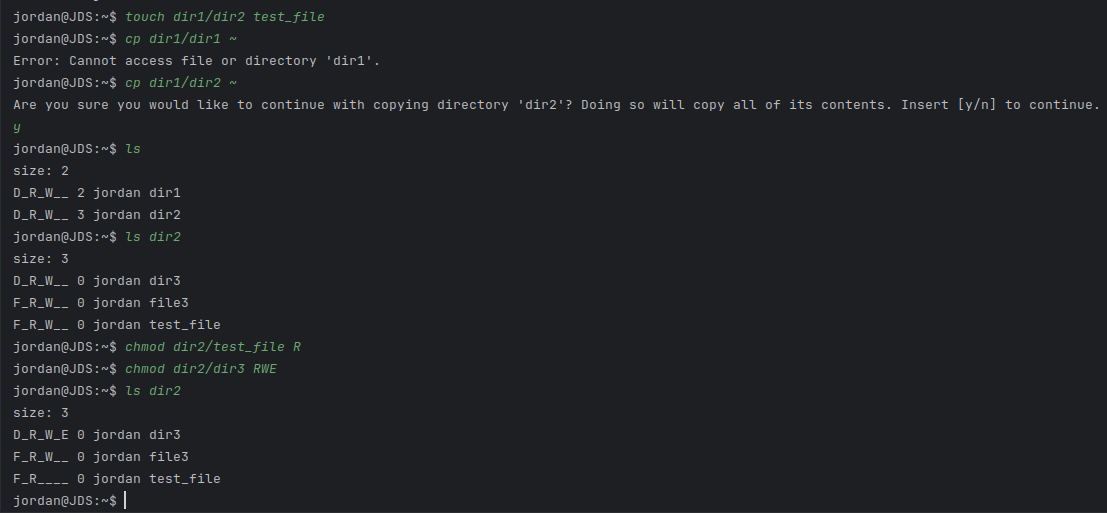 jordan@JDS:~$ touch dir1/dir2 test_file
jordan@JDS:~$ cp dir1/dir1 ~
Error: Cannot access file or directory 'dir1'.
jordan@JDS:~$ cp dir1/dir2 ~
Are you sure you would like to continue with copying directory 'dir2'? Doing so will copy all of its contents. Insert [y/n] to continue.
y
jordan@JDS:~$ ls
size: 2
D_R_W__ 2 jordan dir1
D_R_W__ 3 jordan dir2
jordan@JDS:~$ ls dir2
size: 3
D_R_W__ 0 jordan dir3
F_R_W__ 0 jordan file3
F_R_W__ 0 jordan test_file
jordan@JDS:~$ chmod dir2/test_file R
jordan@JDS:~$ chmod dir2/dir3 RWE
jordan@JDS:~$ ls dir2
size: 3
D_R_W_E 0 jordan dir3
F_R_W__ 0 jordan file3
F_R____ 0 jordan test_file
jordan@JDS:~$